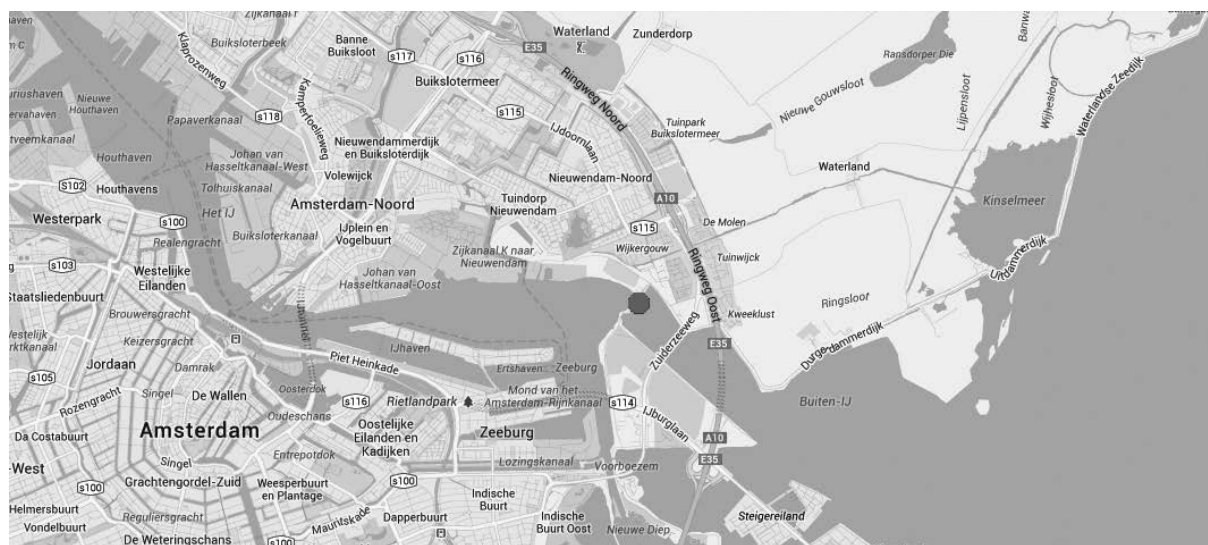 Zijkanaal I
Banne
Buiksloot
s117
s116
E35
Waterland
Zunderdorp
Klaprozenweg
Buiksloterbeek
Buikslotermeer
Ransdorper Die
Nieuwe
Houthaven
s118
Papaverkanaal
Kamperfoelieweg
s115
Ringweg Noord
Tuinpark
Buikslotermeer
Nieuwe Gouwsloot
Lijpensloot
Wijhesloot
Waterlandse Zeedijk
Nieuwendammerdijk
en Buiksloterdijk
IJdoornlaan
Houthaven
Johan van
Hasseltkanaal-West
Volewijck
Nieuwendam-Noord
Waterland
S102
Houthavens
Tolhuiskanaal
A10
Westerpark
s100
Het IJ
Amsterdam-Noord
Tuindorp
Nieuwendam
s115
De Molen
Kinselmeer
Realengracht
Buiksloterkanaal
IJplein en
Vogelbuurt
Zijkanaal K naar
Nieuwendam
Wijkergouw
Tuinwijck
Uitdammerdijk
s103
Westelijke
Eilanden
Johan van
Hasseltkanaal-Oost
Ringweg Oost
Ringsloor
Staatsliedenbuurt
Brouwersgracht
IJtunnel
Kweeklust
Durgerdammerdijk
Keizersgracht
IJhaven
Zuiderzeeweg
E35
Jordaan
Damrak
Piet Heinkade
Ertshaven
Zeeburg
s105
Singel
De Wallen
Oosterdok
Mond van het
Amsterdam-Rijnkanaal
s114
Buiten-IJ
Rozengracht
Oudeschans
s116
Rietlandpark
IJburglaan
Da Costabuurt
Amsterdam
Oostelijke
Eilanden en
Kadijken
Zeeburg
A10
E35
-West
Singel
Entrepotdok
Lozingskanaal
Voorboezem
s100
Grachtengordel-Zuid
Weesperbuurt
en Plantage
s100
Indische
Buurt
Helmersbuurt
Reguliersgracht
Mauritskade
Dapperbuurt
Indische
Buurt Oost
Nieuwe Diep
Steigereiland
Vondelbuurt
De Weteringschans
s100